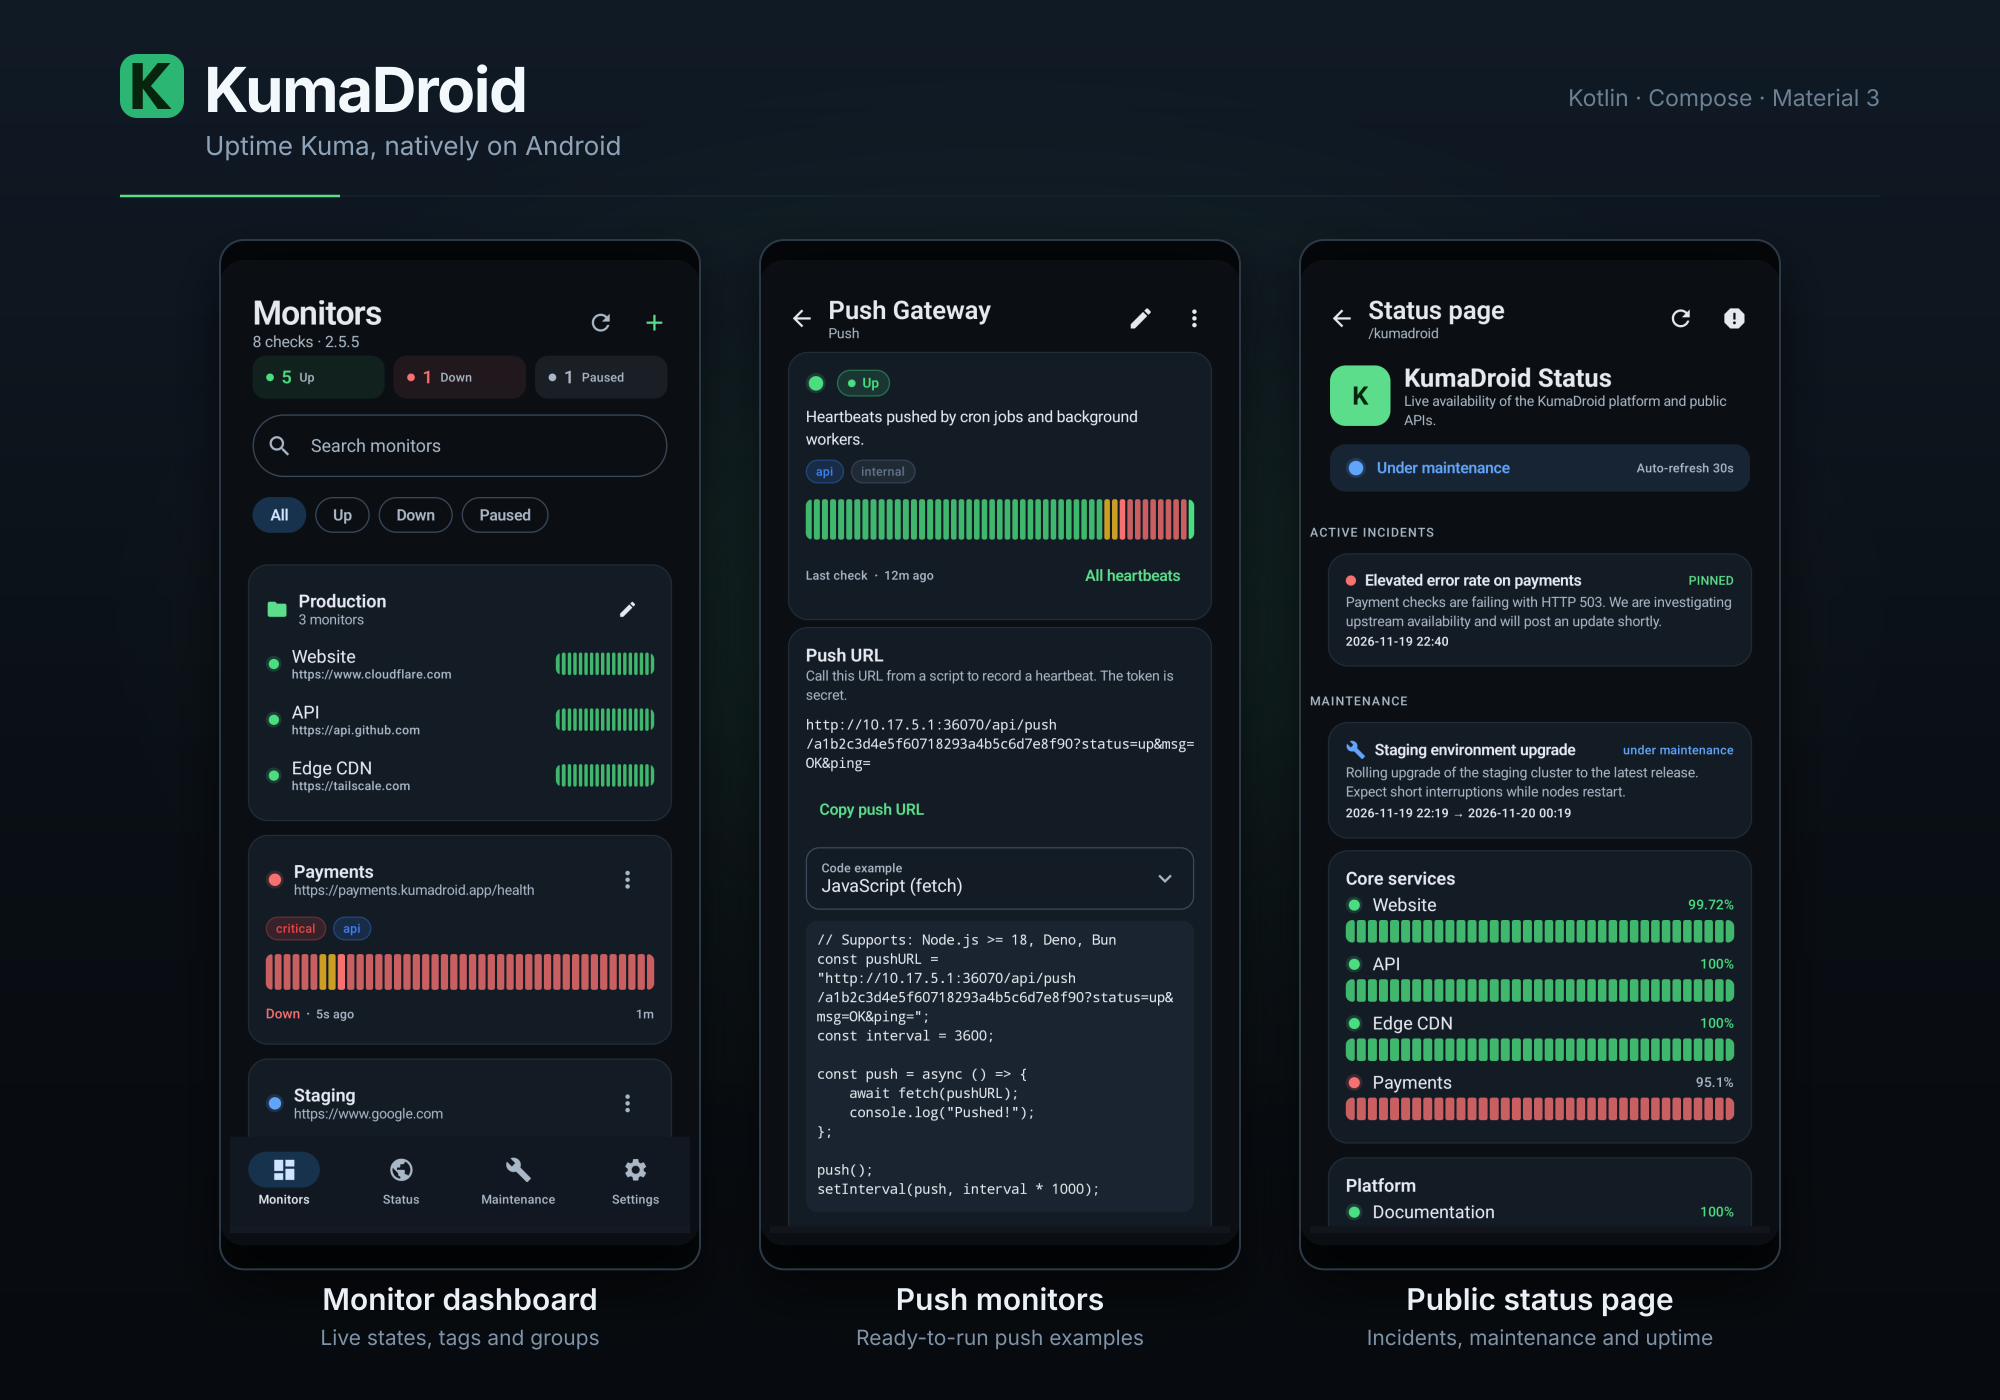 K KumaDroid
Uptime Kuma, natively on Android
Kotlin · Compose · Material 3
Monitors
8 checks · 2.5.5
5 Up
1 Down
1 Paused
Search monitors
All
Up
Down
Paused
Production
3 monitors
Website
https://www.cloudflare.com
API
https://api.github.com
Edge CDN
https://tailscale.com
Payments
https://payments.kumadroid.app/health
critical
api
Down · 5s ago
1m
Staging
https://www.google.com
Monitors
Status
Maintenance
Settings
Monitor dashboard
Live states, tags and groups
Push Gateway
Push
Up
Heartbeats pushed by cron jobs and background
workers.
api
internal
Last check · 12m ago
All heartbeats
Push URL
Call this URL from a script to record a heartbeat. The token is
secret.
http://10.17.5.1:36070/api/push
/a1b2c3d4e5f60718293a4b5c6d7e8f90?status=up&msg=
OK&ping=
Copy push URL
Code example
JavaScript (fetch)
// Supports: Node.js >= 18, Deno, Bun
const pushURL =
"http://10.17.5.1:36070/api/push
/a1b2c3d4e5f60718293a4b5c6d7e8f90?status=up&
msg=OK&ping=";
const interval = 3600;
const push = async () => {
    await fetch(pushURL);
    console.log("Pushed!");
};
push();
setInterval(push, interval * 1000);
Push monitors
Ready-to-run push examples
Status page
/kumadroid
K
KumaDroid Status
Live availability of the KumaDroid platform and public
APIs.
Under maintenance
Auto-refresh 30s
ACTIVE INCIDENTS
Elevated error rate on payments
PINNED
Payment checks are failing with HTTP 503. We are investigating
upstream availability and will post an update shortly.
2026-11-19 22:40
MAINTENANCE
Staging environment upgrade
under maintenance
Rolling upgrade of the staging cluster to the latest release.
Expect short interruptions while nodes restart.
2026-11-19 22:19 → 2026-11-20 00:19
Core services
Website
99.72%
API
100%
Edge CDN
100%
Payments
95.1%
Platform
Documentation
100%
Public status page
Incidents, maintenance and uptime